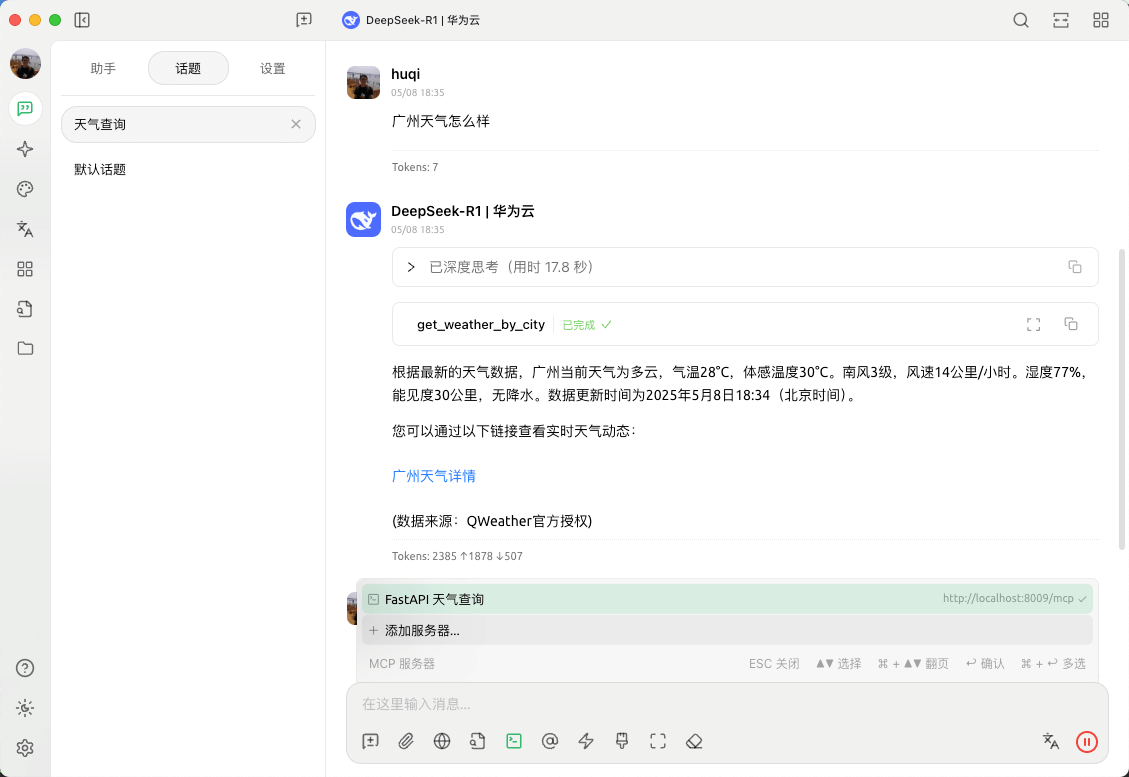 DeepSeek-R1 | 华为云
助手
话题
设置
天气查询
默认话题
huqi
05/08 18:35
广州天气怎么样
Tokens: 7
DeepSeek-R1 | 华为云
05/08 18:35
已深度思考（用时 17.8 秒）
get_weather_by_city 已完成
根据最新的天气数据，广州当前天气为多云，气温28°C，体感温度30°C。南风3级，风速14公里/小时。湿度77%，
能见度30公里，无降水。数据更新时间为2025年5月8日18:34（北京时间）。
您可以通过以下链接查看实时天气动态：
广州天气详情
(数据来源：QWeather官方授权)
Tokens: 2385 ↑1878 ↓507
FastAPI 天气查询 http://localhost:8009/mcp ✓
+ 添加服务器...
MCP 服务器 ESC 关闭 ▲▼ 选择 ⌘ + ▲▼ 翻页 ↩ 确认 ⌘ + ↩ 多选
在这里输入消息...